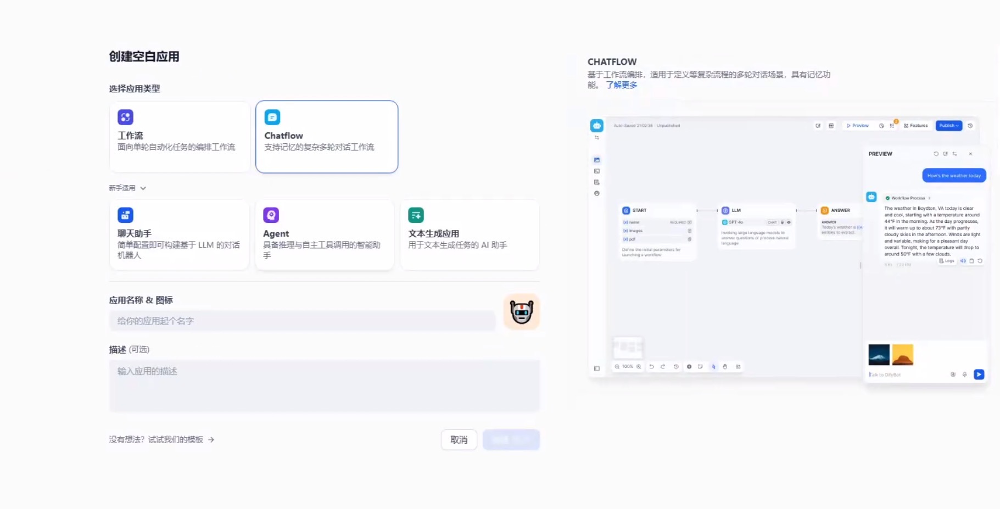 创建空白应用
选择应用类型
工作流
面向单轮自动化任务的编排工作流
Chatflow
支持记忆的复杂多轮对话工作流
新手适用
聊天助手
简单配置即可构建基于 LLM 的对话
机器人
Agent
具备推理与自主工具调用的智能助
手
文本生成应用
用于文本生成任务的 AI 助手
应用名称 & 图标
给你的应用起个名字
描述 (可选)
输入应用的描述
没有想法？试试我们的模板 →
取消
CHATFLOW
基于工作流编排，适用于定义等复杂流程的多轮对话场景，具有记忆功
能。 了解更多
Auto-Saved 21:02:35 · Unpublished
Preview
2
Features
Publish
START
{x} name
REQUIRED
{x} images
{x} pdf
Define the initial parameters for
launching a workflow
LLM
GPT-4o
CHAT
Invoking large language models to
answer questions or process natural
language
ANSWER
ANSWER
Today's weather is {{w
entities to extract.
PREVIEW
How's the weather today
Workflow Process
The weather in Boydton, VA today is clear
and cool, starting with a temperature around
44°F in the morning. As the day progresses,
it will warm up to about 73°F with partly
cloudy skies in the afternoon. Winds are light
and variable, making for a pleasant day
overall. Tonight, the temperature will drop to
around 50°F with a few clouds.
Logs
100%
Talk to DifyBot